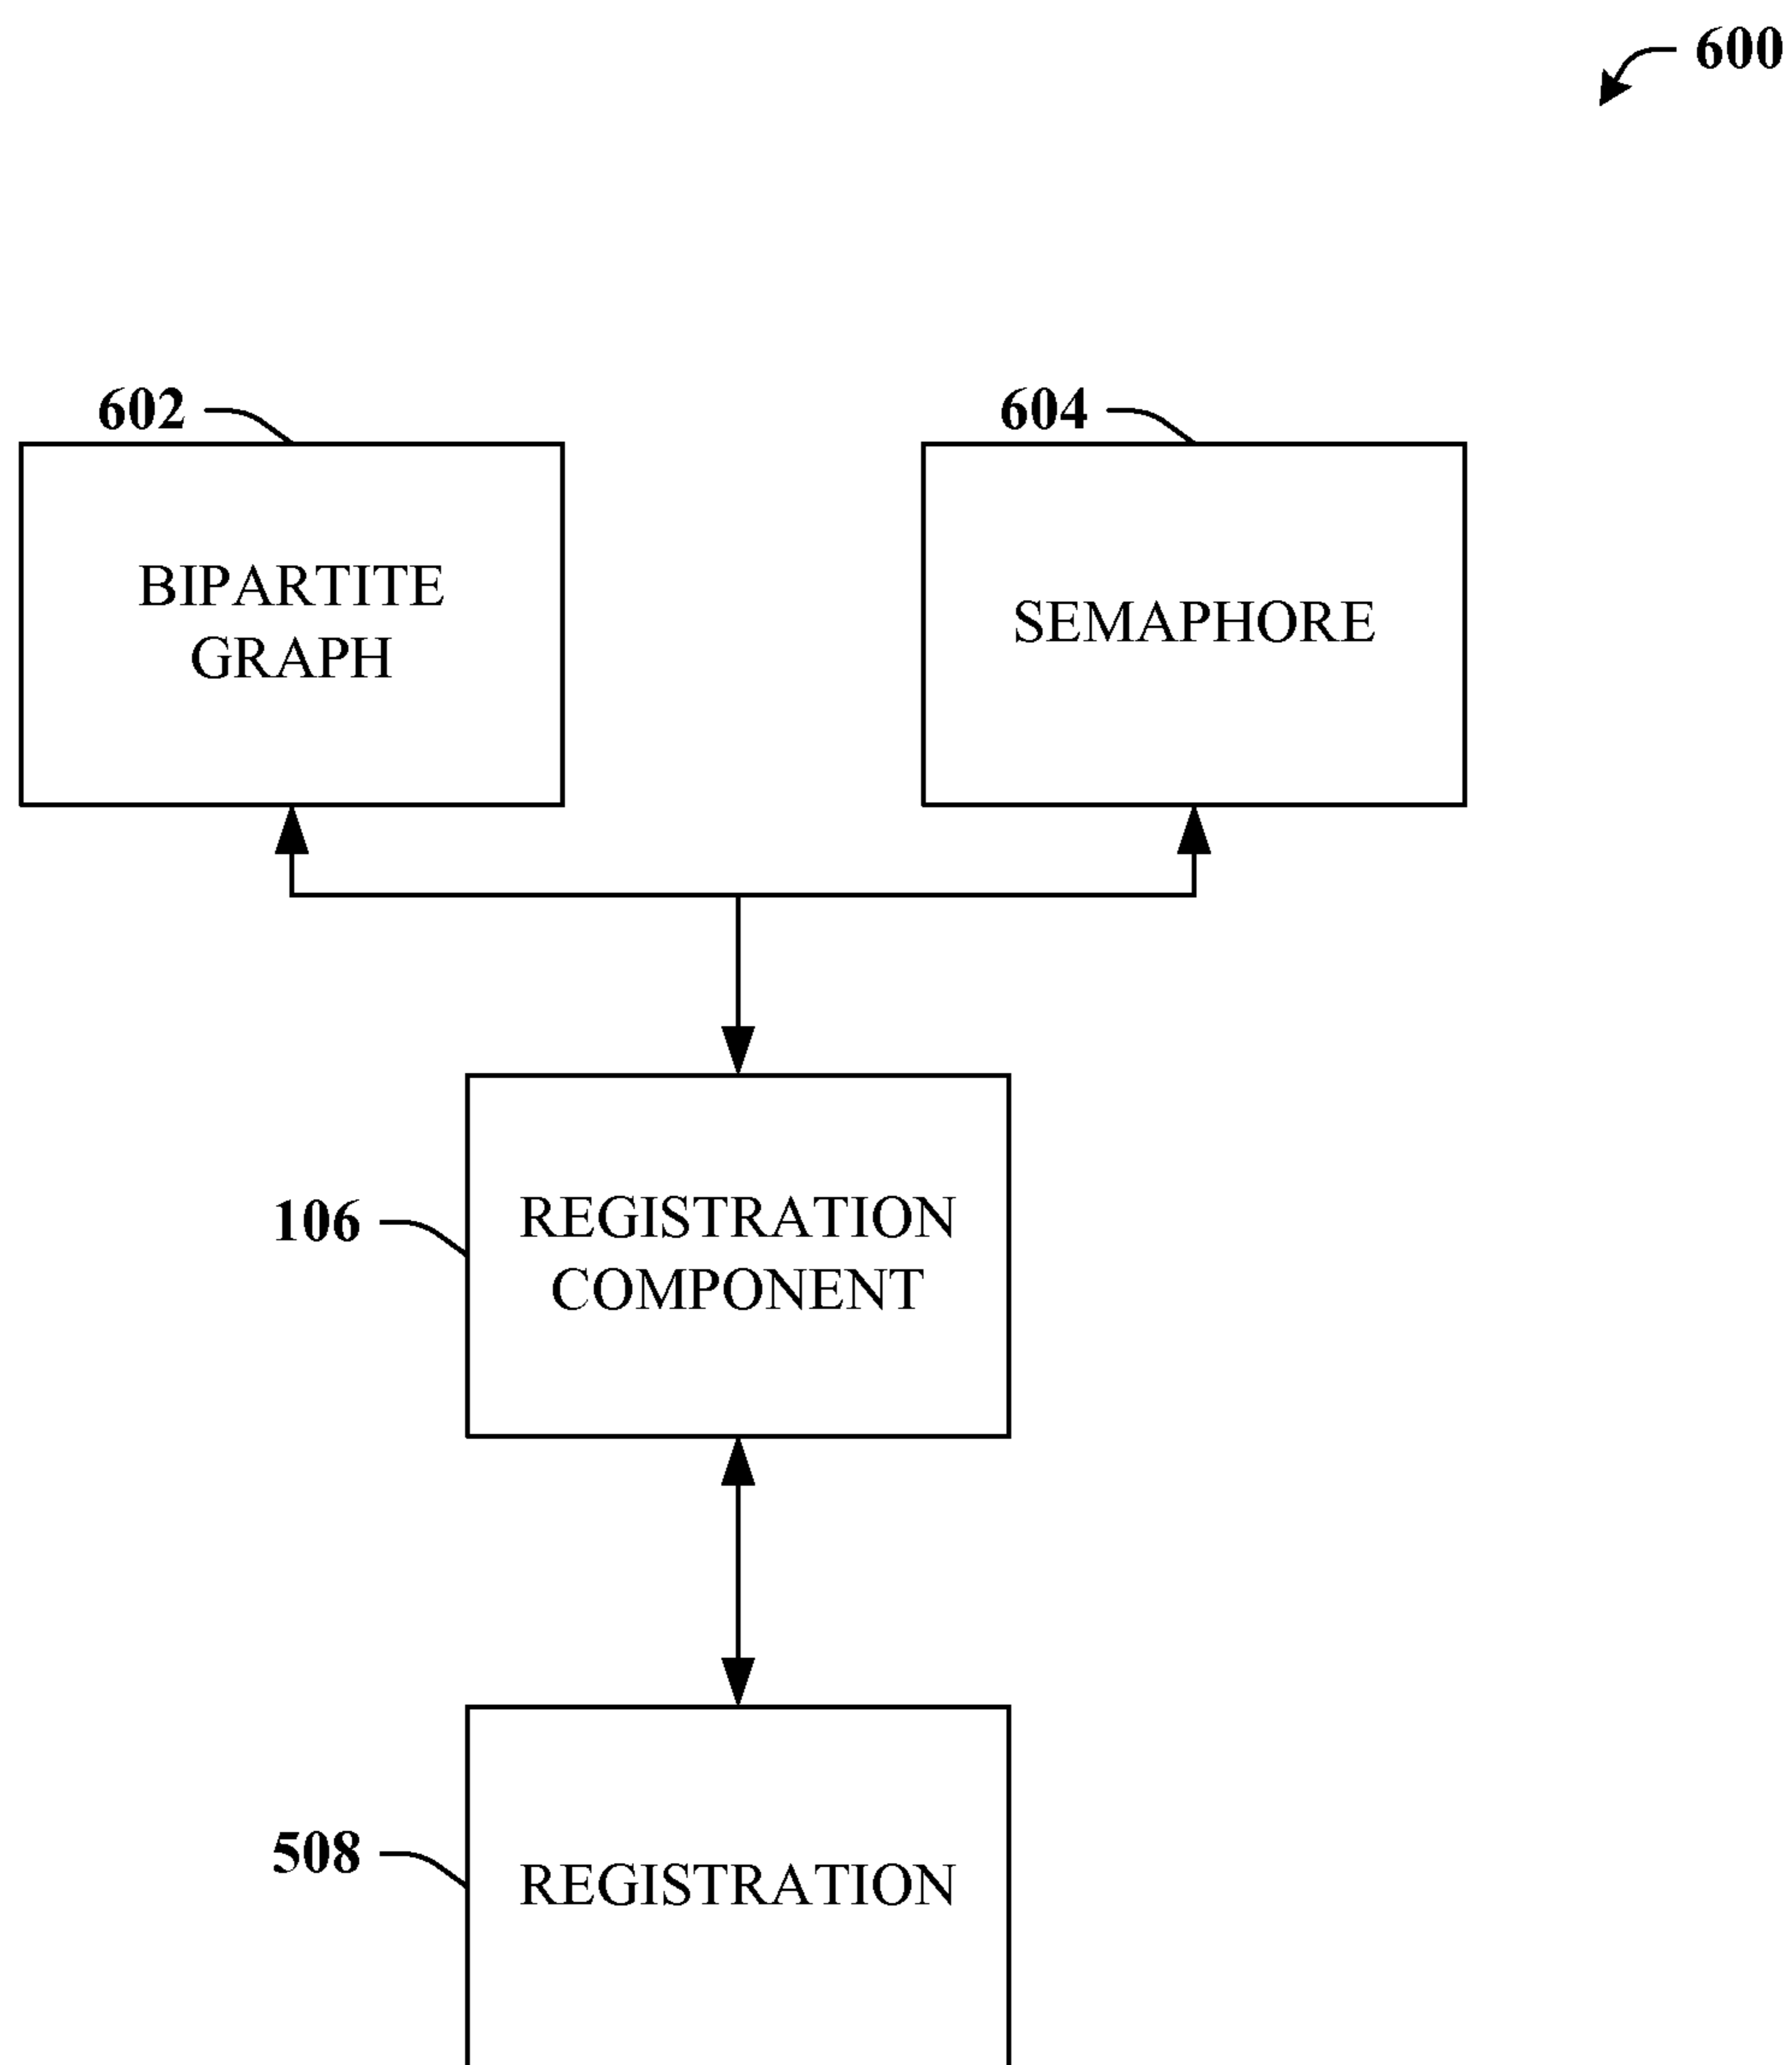 600
602
604
BIPARTITE
GRAPH
SEMAPHORE
106
REGISTRATION
COMPONENT
508
REGISTRATION